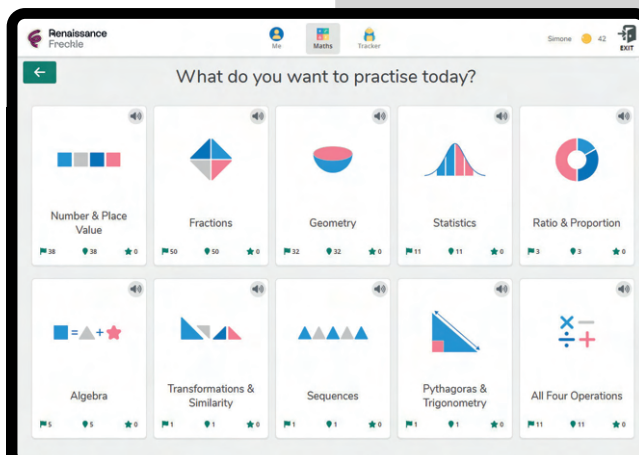 Renaissance
Freckle
Me
Maths
Tracker
Simone
42
EXIT
What do you want to practise today?
Number & Place
Value
38 38 0
Fractions
50 50 0
Geometry
32 32 0
Statistics
11 11 0
Ratio & Proportion
3 3 0
= +
Algebra
5 5 0
Transformations &
Similarity
1 1 0
Sequences
1 1 0
Pythagoras &
Trigonometry
1 1 0
× − ÷ +
All Four Operations
11 11 0